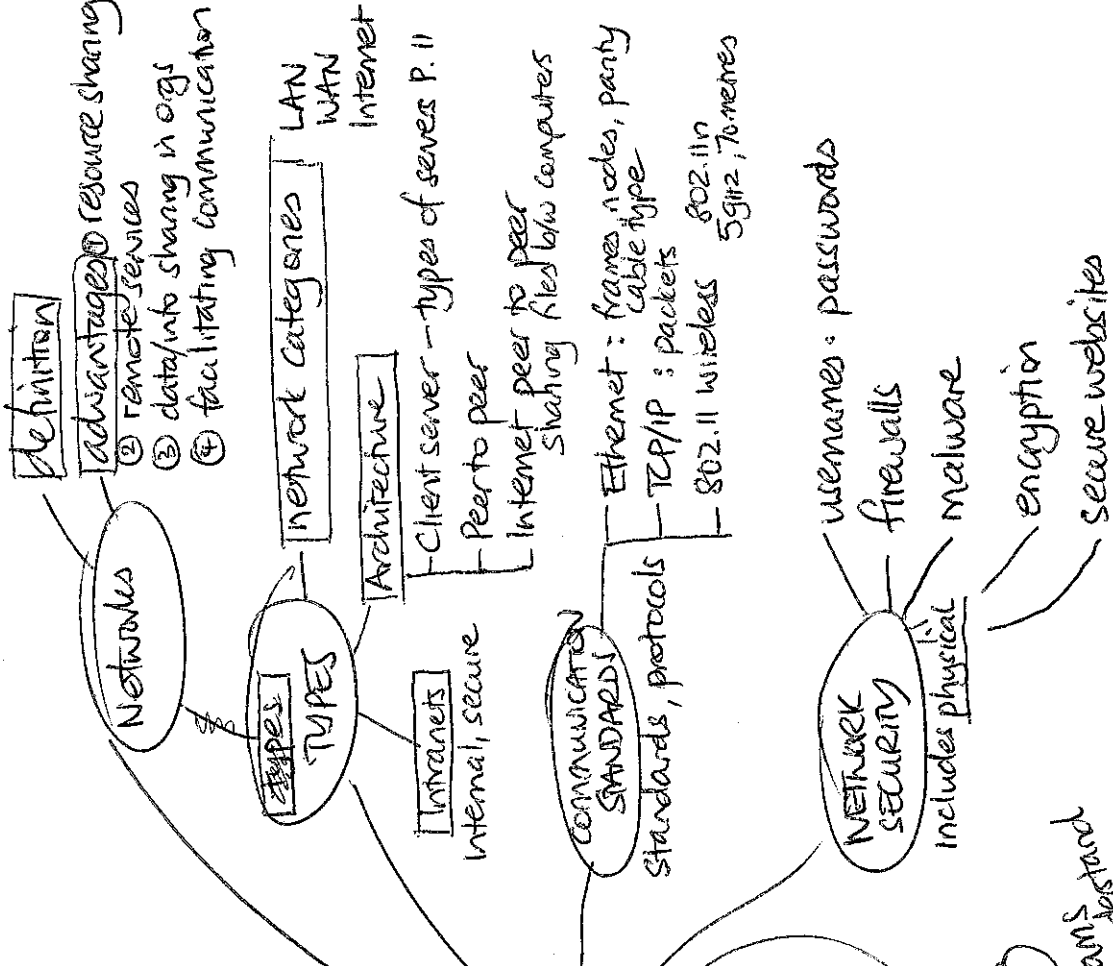 Networks
definition
advantages ① resource sharing
② remote services
③ data/info sharing in orgs
④ facilitating communication
types
TYPES
network categories
LAN
WAN
Internet
Architecture
Client server - types of severs P.11
Peer to peer
Internet peer to peer
sharing files b/w computers
Intranets
internal, secure
COMMUNICATION
STANDARDS
Standards, protocols
Ethernet : frames nodes, parity
cable type
TCP/IP : packets
802.11 wireless
802.11n
5gHz, 70 metres
NETWORK
SECURITY
includes physical
usernames. passwords
firewalls
malware
encryption
secure websites